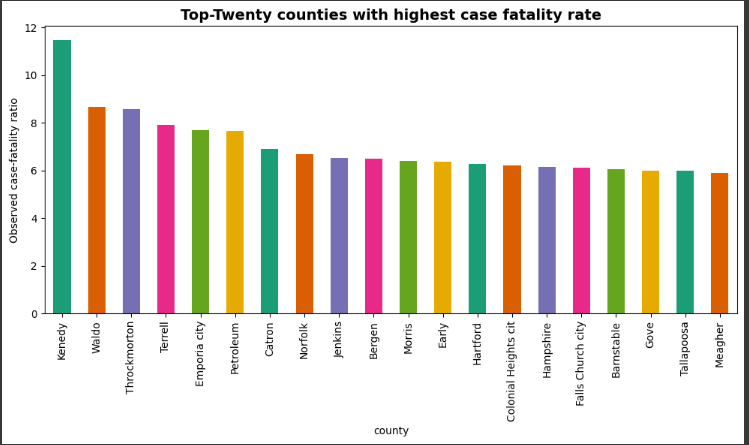 Top-Twenty counties with highest case fatality rate
Observed case-fatality ratio
12
10
8
6
4
2
0
Kenedy
Waldo
Throckmorton
Terrell
Emporia city
Petroleum
Catron
Norfolk
Jenkins
Bergen
Morris
Early
Hartford
Colonial Heights cit
Hampshire
Falls Church city
Barnstable
Gove
Tallapoosa
Meagher
county